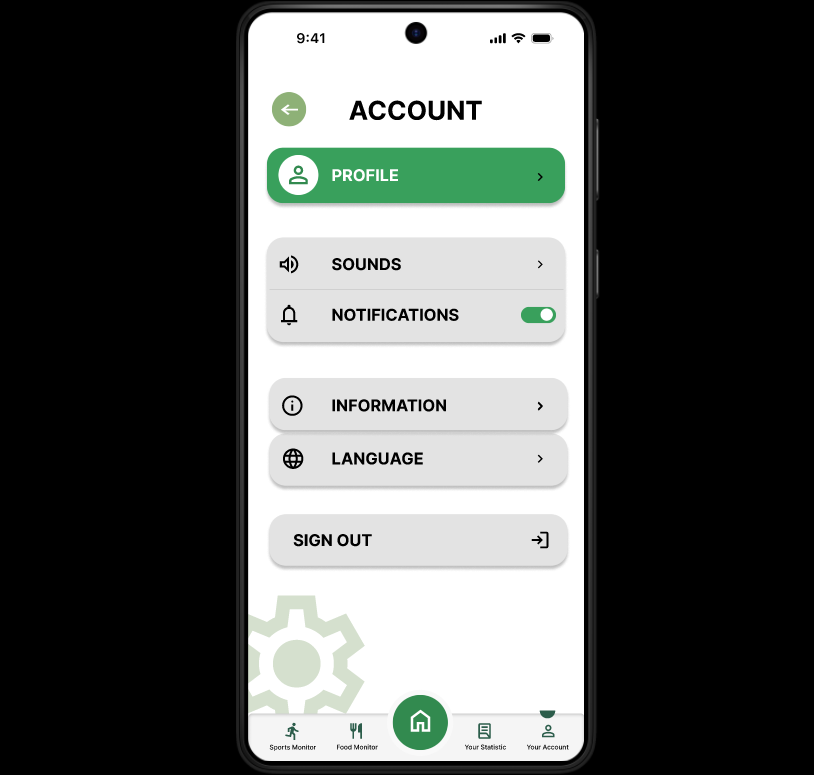 9:41
ACCOUNT
PROFILE
SOUNDS
NOTIFICATIONS
INFORMATION
LANGUAGE
SIGN OUT
Sports Monitor
Food Monitor
Your Statistic
Your Account